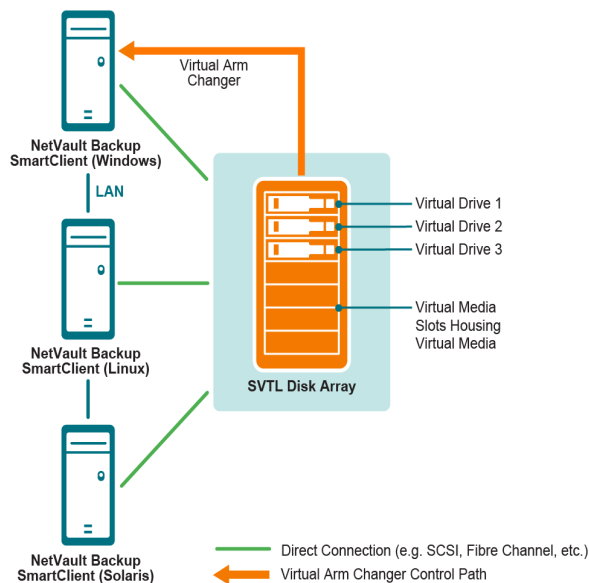 Virtual Arm
Changer
NetVault Backup
SmartClient (Windows)
LAN
Virtual Drive 1
Virtual Drive 2
Virtual Drive 3
Virtual Media
Slots Housing
Virtual Media
NetVault Backup
SmartClient (Linux)
SVTL Disk Array
NetVault Backup
SmartClient (Solaris)
Direct Connection (e.g. SCSI, Fibre Channel, etc.)
Virtual Arm Changer Control Path